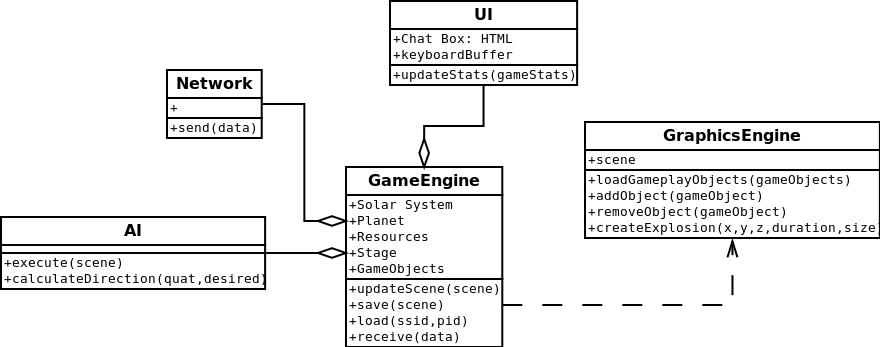 UI
+Chat Box: HTML
+keyboardBuffer
+updateStats(gameStats)
Network
+
+send(data)
GraphicsEngine
+scene
+loadGameplayObjects(gameObjects)
+addObject(gameObject)
+removeObject(gameObject)
+createExplosion(x,y,z,duration,size)
GameEngine
+Solar System
+Planet
+Resources
+Stage
+GameObjects
+updateScene(scene)
+save(scene)
+load(ssid,pid)
+receive(data)
AI
+execute(scene)
+calculateDirection(quat,desired)